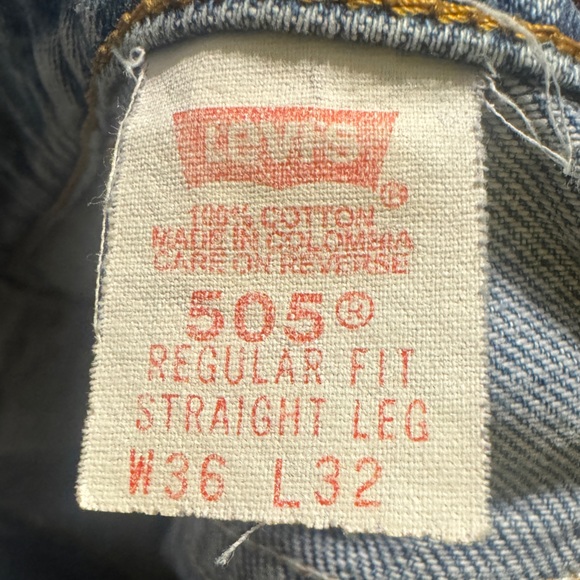 Levi's ®
100% COTTON
MADE IN COLOMBIA
CARE ON REVERSE
505®
REGULAR FIT
STRAIGHT LEG
W36 L32